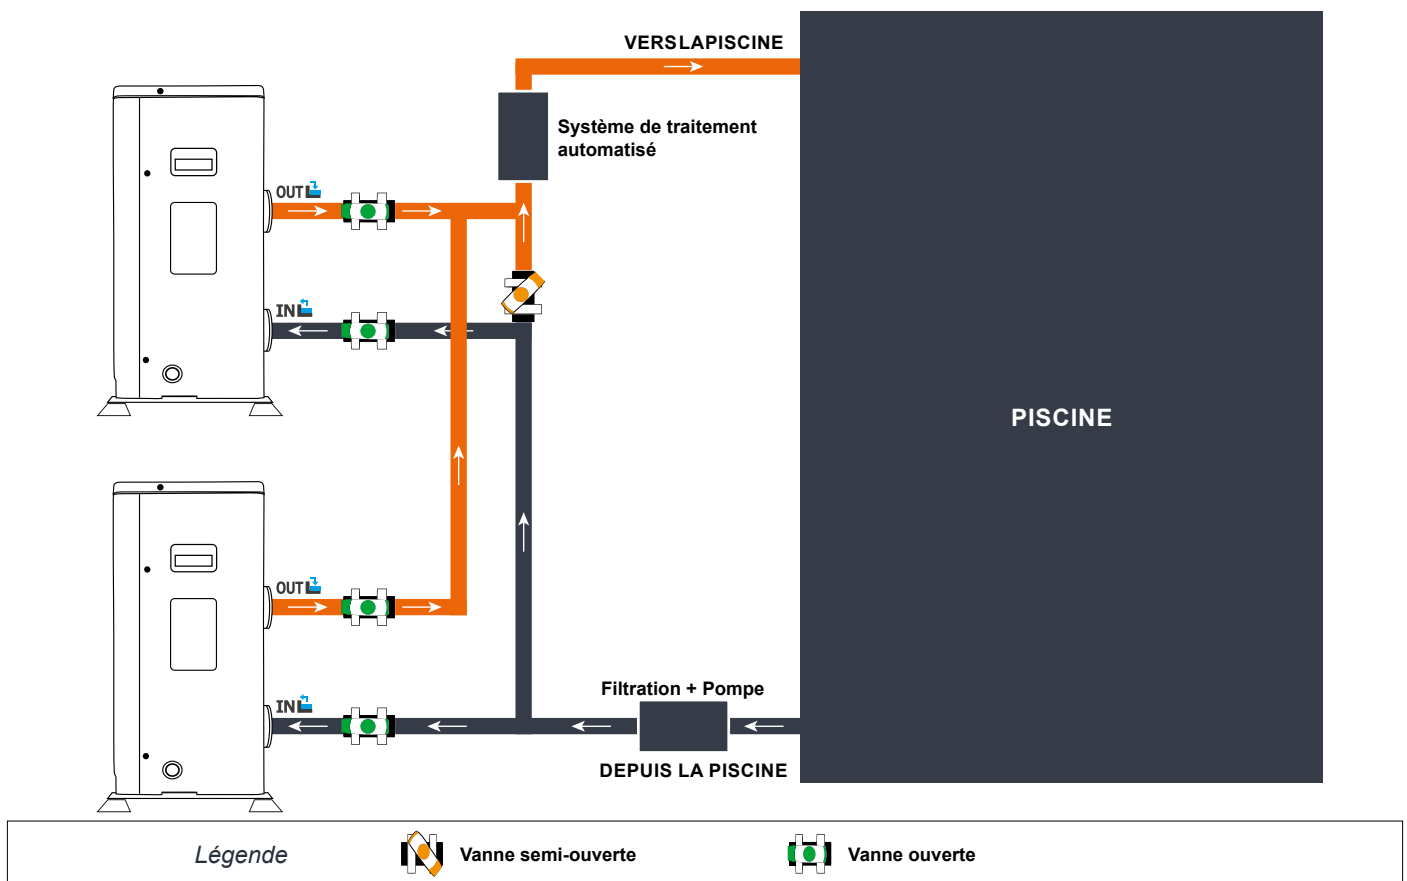 VERSLAPISCINE
Système de traitement
automatisé
OUT
IN
PISCINE
OUT
Filtration + Pompe
IN
DEPUIS LA PISCINE
Légende
Vanne semi-ouverte
Vanne ouverte